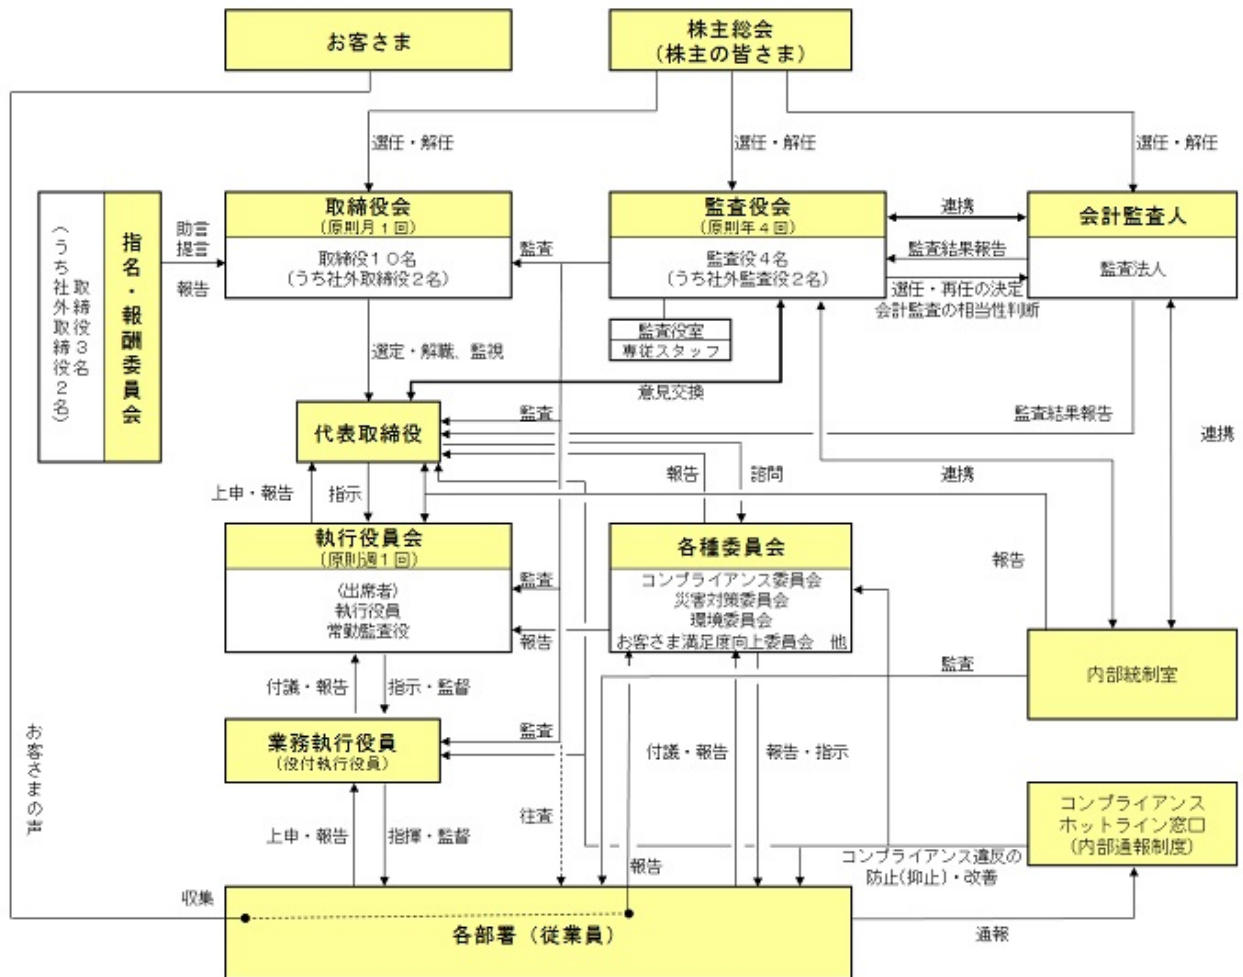 お客さま
株主総会
(株主の皆さま)
選任・解任
選任・解任
選任・解任
指名・報酬委員会
取締役3名
(うち社外取締役2名)
助言
提言
報告
取締役会
(原則月1回)
取締役10名
(うち社外取締役2名)
監査
監査役会
(原則年4回)
監査役4名
(うち社外監査役2名)
監査役室
専従スタッフ
連携
監査結果報告
選任・再任の決定
会計監査の相当性判断
会計監査人
監査法人
選定・解職、監視
意見交換
代表取締役
監査
監査結果報告
連携
上申・報告
指示
報告
諮問
連携
執行役員会
(原則週1回)
(出席者)
執行役員
常勤監査役
監査
報告
各種委員会
コンプライアンス委員会
災害対策委員会
環境委員会
お客さま満足度向上委員会 他
報告
監査
内部統制室
付議・報告
指示・監督
業務執行役員
(役付執行役員)
監査
付議・報告
報告・指示
お客さまの声
上申・報告
指揮・監督
往査
報告
コンプライアンス
ホットライン窓口
(内部通報制度)
コンプライアンス違反の
防止(抑止)・改善
収集
各部署(従業員)
通報